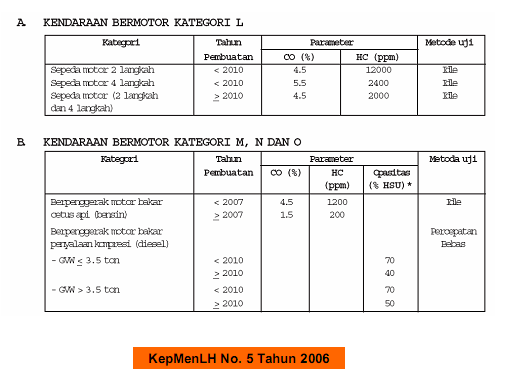 A. KENDARAAN BERMOTOR KATEGORI L
Kategori Tahun Pembuatan Parameter Metode uji
CO (%) HC (ppm)
Sepeda motor 2 langkah < 2010 4.5 12000 Idle
Sepeda motor 4 langkah < 2010 5.5 2400 Idle
Sepeda motor (2 langkah ≥ 2010 4.5 2000 Idle
dan 4 langkah)
B. KENDARAAN BERMOTOR KATEGORI M, N DAN O
Kategori Tahun Parameter Metoda uji
Pembuatan CO (%) HC Opasitas
(ppm) (% HSU) *
Berpenggerak motor bakar < 2007 4.5 1200 Idle
cetus api (bensin) ≥ 2007 1.5 200
Berpenggerak motor bakar Percepatan
penyalaan kompresi (diesel) Bebas
- GVW ≤ 3.5 ton < 2010 70
≥ 2010 40
- GVW > 3.5 ton < 2010 70
≥ 2010 50
KepMenLH No. 5 Tahun 2006